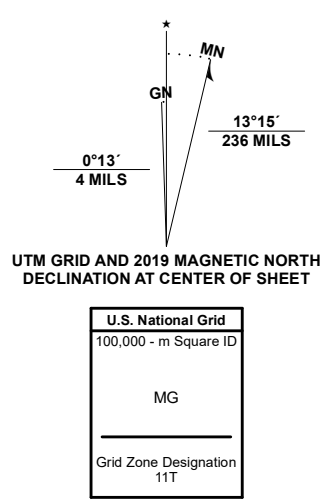 ★
MN
GN
13°15´
236 MILS
0°13´
4 MILS
UTM GRID AND 2019 MAGNETIC NORTH
DECLINATION AT CENTER OF SHEET
U.S. National Grid
100,000 - m Square ID
MG
Grid Zone Designation
11T